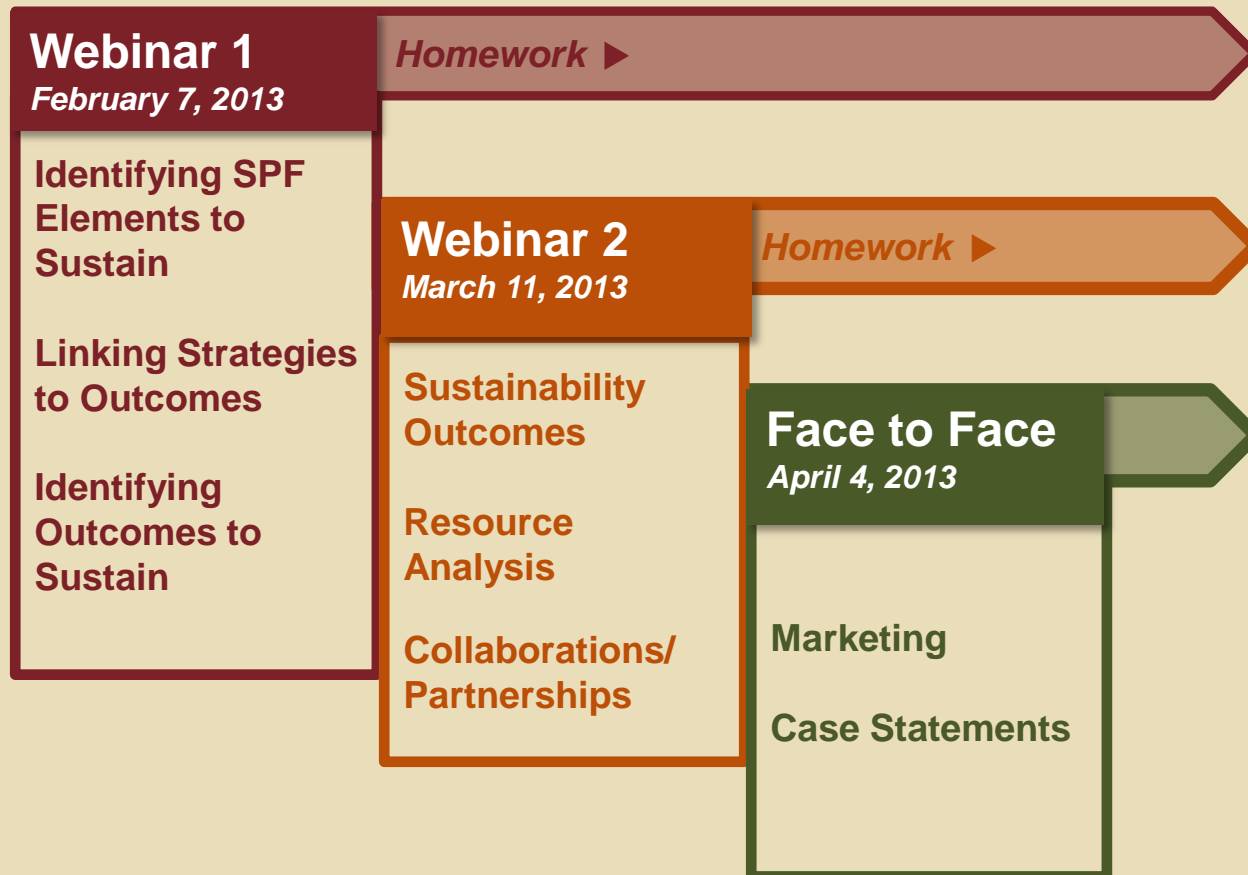 Webinar 1
February 7, 2013
Homework ▶
Identifying SPF
Elements to
Sustain
Linking Strategies
to Outcomes
Identifying
Outcomes to
Sustain
Webinar 2
March 11, 2013
Homework ▶
Sustainability
Outcomes
Resource
Analysis
Collaborations/
Partnerships
Face to Face
April 4, 2013
Marketing
Case Statements